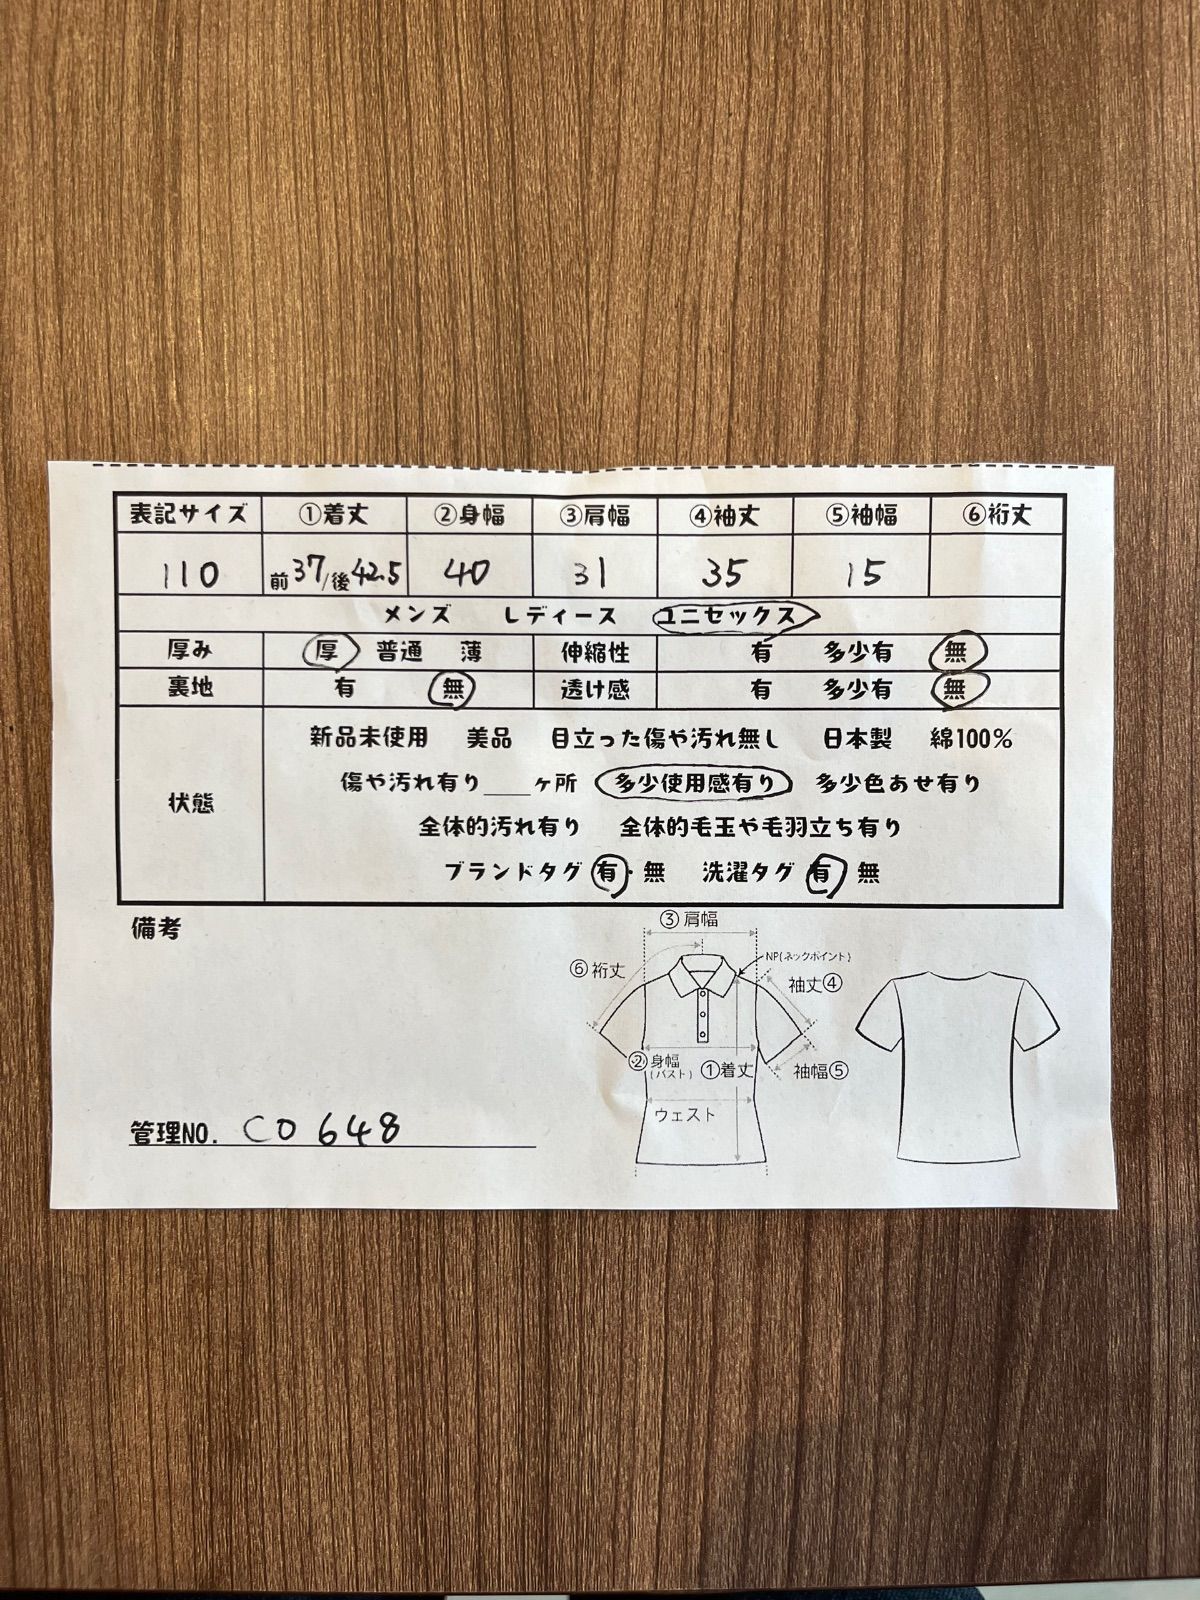 表記サイズ ①着丈 ②身幅 ③肩幅 ④袖丈 ⑤袖幅 ⑥裄丈
110 前37/後42.5 40 31 35 15
メンズ レディース ユニセックス
厚み 厚 普通 薄 伸縮性 有 多少有 無
裏地 有 無 透け感 有 多少有 無
新品未使用 美品 目立った傷や汚れ無し 日本製 綿100%
傷や汚れ有り____ヶ所 多少使用感有り 多少色あせ有り
状態
全体的汚れ有り 全体的毛玉や毛羽立ち有り
ブランドタグ 有・無 洗濯タグ 有・無
備考
③肩幅
NP(ネックポイント)
⑥裄丈
袖丈④
②身幅
(バスト)
①着丈
袖幅⑤
ウェスト
管理NO. C0648